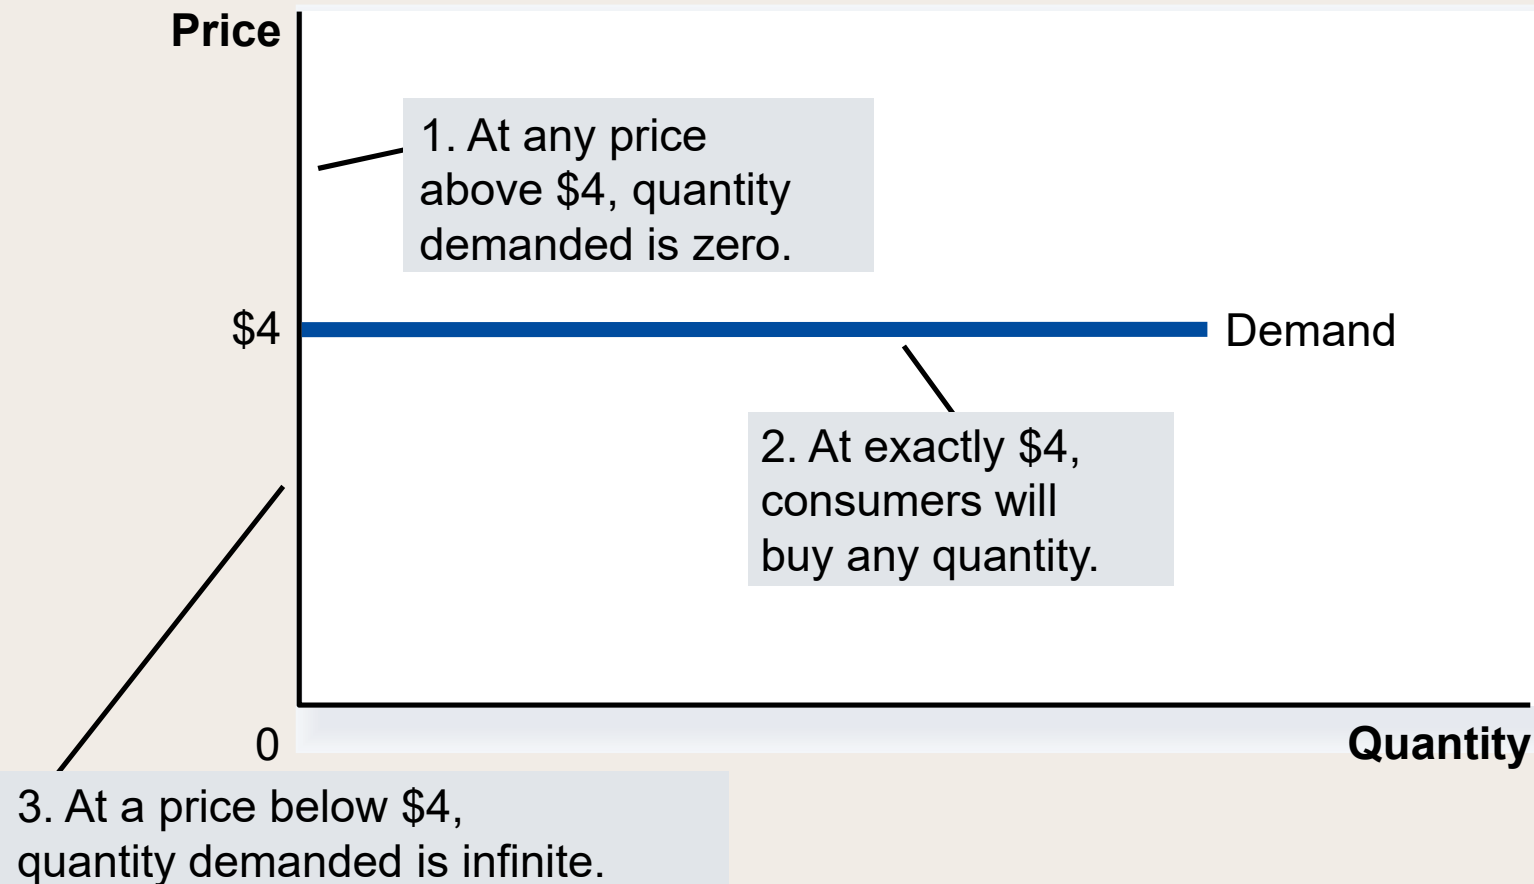 Price
1. At any price
above $4, quantity
demanded is zero.
$4
Demand
2. At exactly $4,
consumers will
buy any quantity.
0
Quantity
3. At a price below $4,
quantity demanded is infinite.